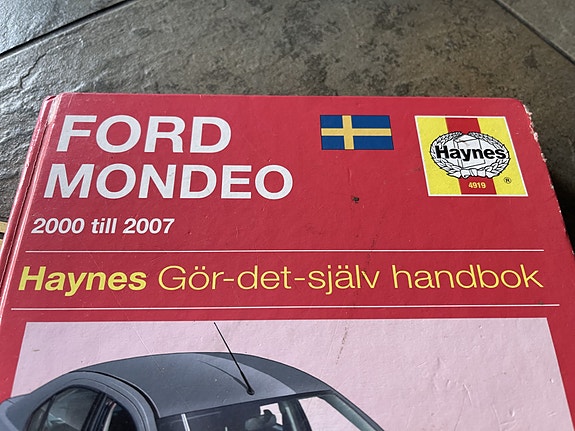 FORD
MONDEO
2000 till 2007
Haynes
4919
®
Haynes Gör-det-själv handbok